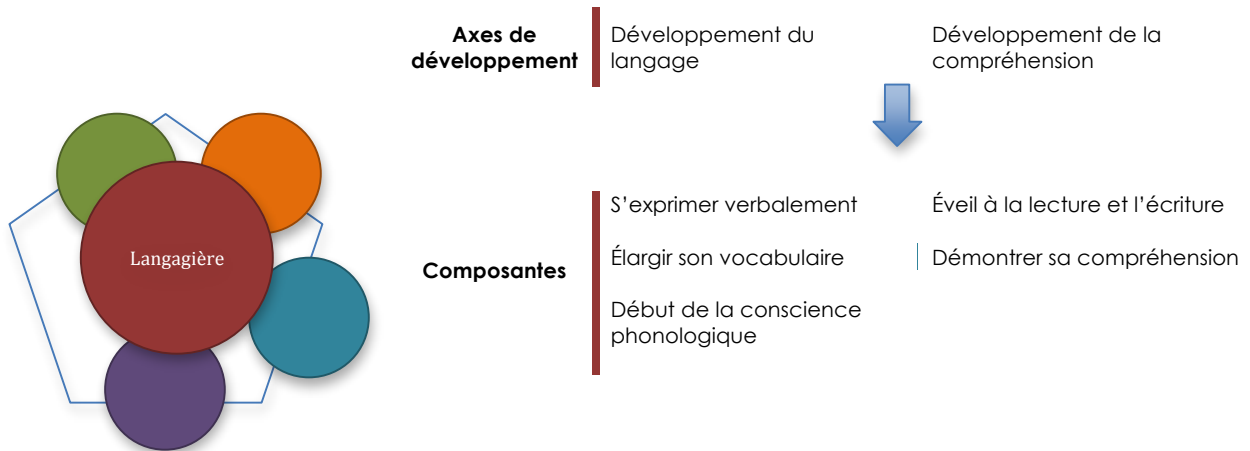 Axes de
développement
Développement du
langage
Développement de la
compréhension
Langagière
Composantes
S'exprimer verbalement
Élargir son vocabulaire
Début de la conscience
phonologique
Éveil à la lecture et l'écriture
Démontrer sa compréhension